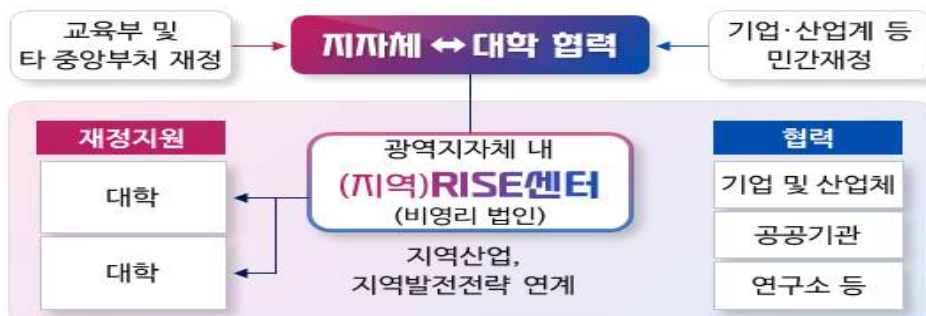 교육부 및
타 중앙부처 재정
지자체 ↔ 대학 협력
기업·산업계 등
민간재정
재정지원
대학
대학
광역지자체 내
(지역)RISE센터
(비영리 법인)
지역산업,
지역발전전략 연계
협력
기업 및 산업체
공공기관
연구소 등